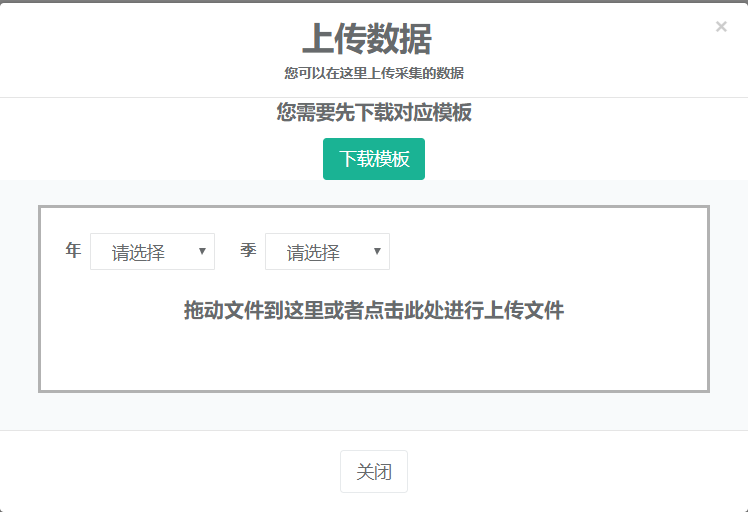 上传数据
×
您可以在这里上传采集的数据
您需要先下载对应模板
下载模板
年 请选择 季 请选择
拖动文件到这里或者点击此处进行上传文件
关闭